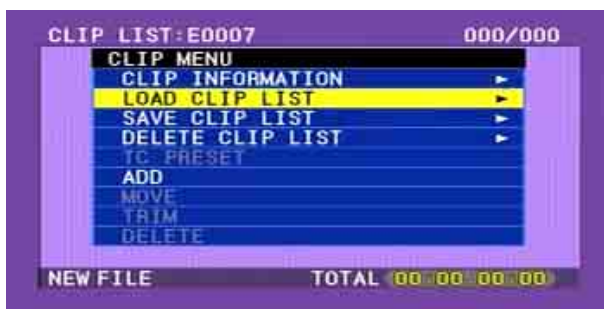 CLIP LIST:E0007 000/000
CLIP MENU
CLIP INFORMATION ►
LOAD CLIP LIST ►
SAVE CLIP LIST ►
DELETE CLIP LIST ►
TC PRESET
ADD
MOVE
TRIM
DELETE
NEW FILE TOTAL 00:00:00:00